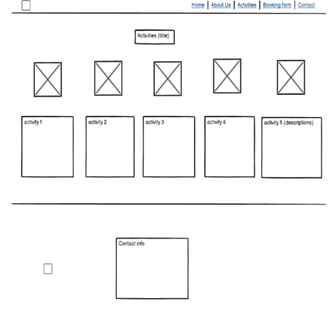 Home | About Us | Activities | Booking form | Contact
Activities (title)
activity 1
activity 2
activity 3
activity 4
activity 5 (descriptions)
Contact info